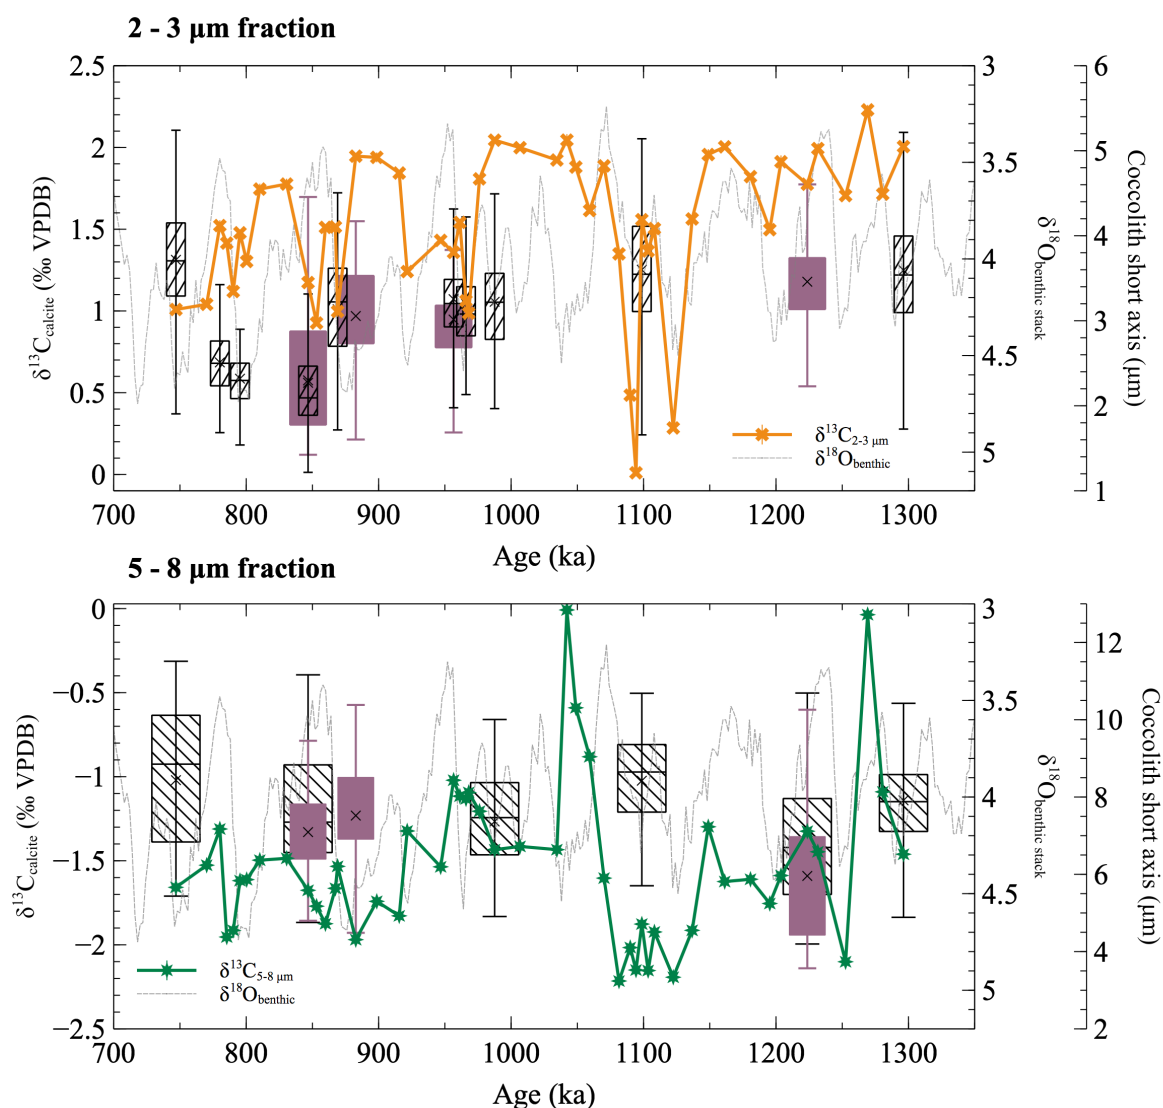 2 - 3 µm fraction
2.5
2
1.5
1
0.5
0
δ13Ccalcite (‰ VPDB)
3
3.5
4
4.5
5
δ18Obenthic stack
6
5
4
3
2
1
Coccolith short axis (µm)
δ13C2-3 µm
δ18Obenthic
700 800 900 1000 1100 1200 1300
Age (ka)
5 - 8 µm fraction
0
−0.5
−1
−1.5
−2
−2.5
δ13Ccalcite (‰ VPDB)
3
3.5
4
4.5
5
δ18Obenthic stack
12
10
8
6
4
2
Coccolith short axis (µm)
δ13C5-8 µm
δ18Obenthic
700 800 900 1000 1100 1200 1300
Age (ka)